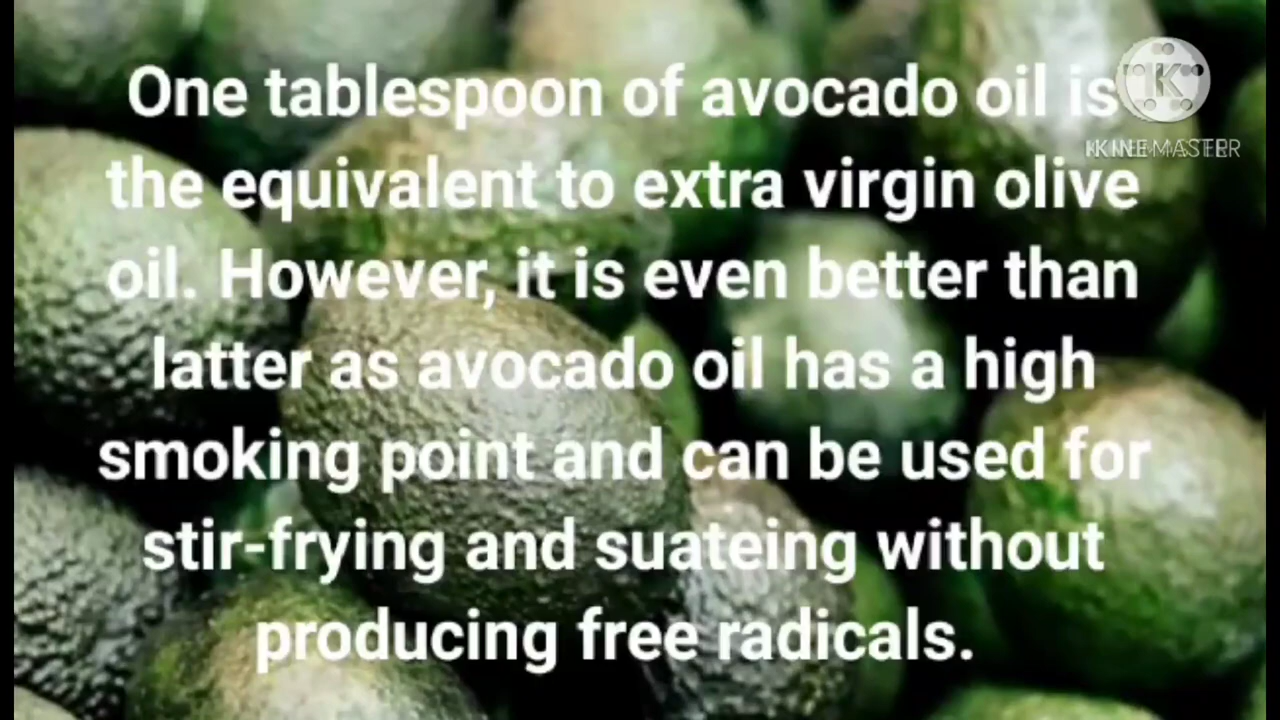 One tablespoon of avocado oil is
the equivalent to extra virgin olive
oil. However, it is even better than
latter as avocado oil has a high
smoking point and can be used for
stir-frying and suateing without
producing free radicals.
K
KINEMASTER